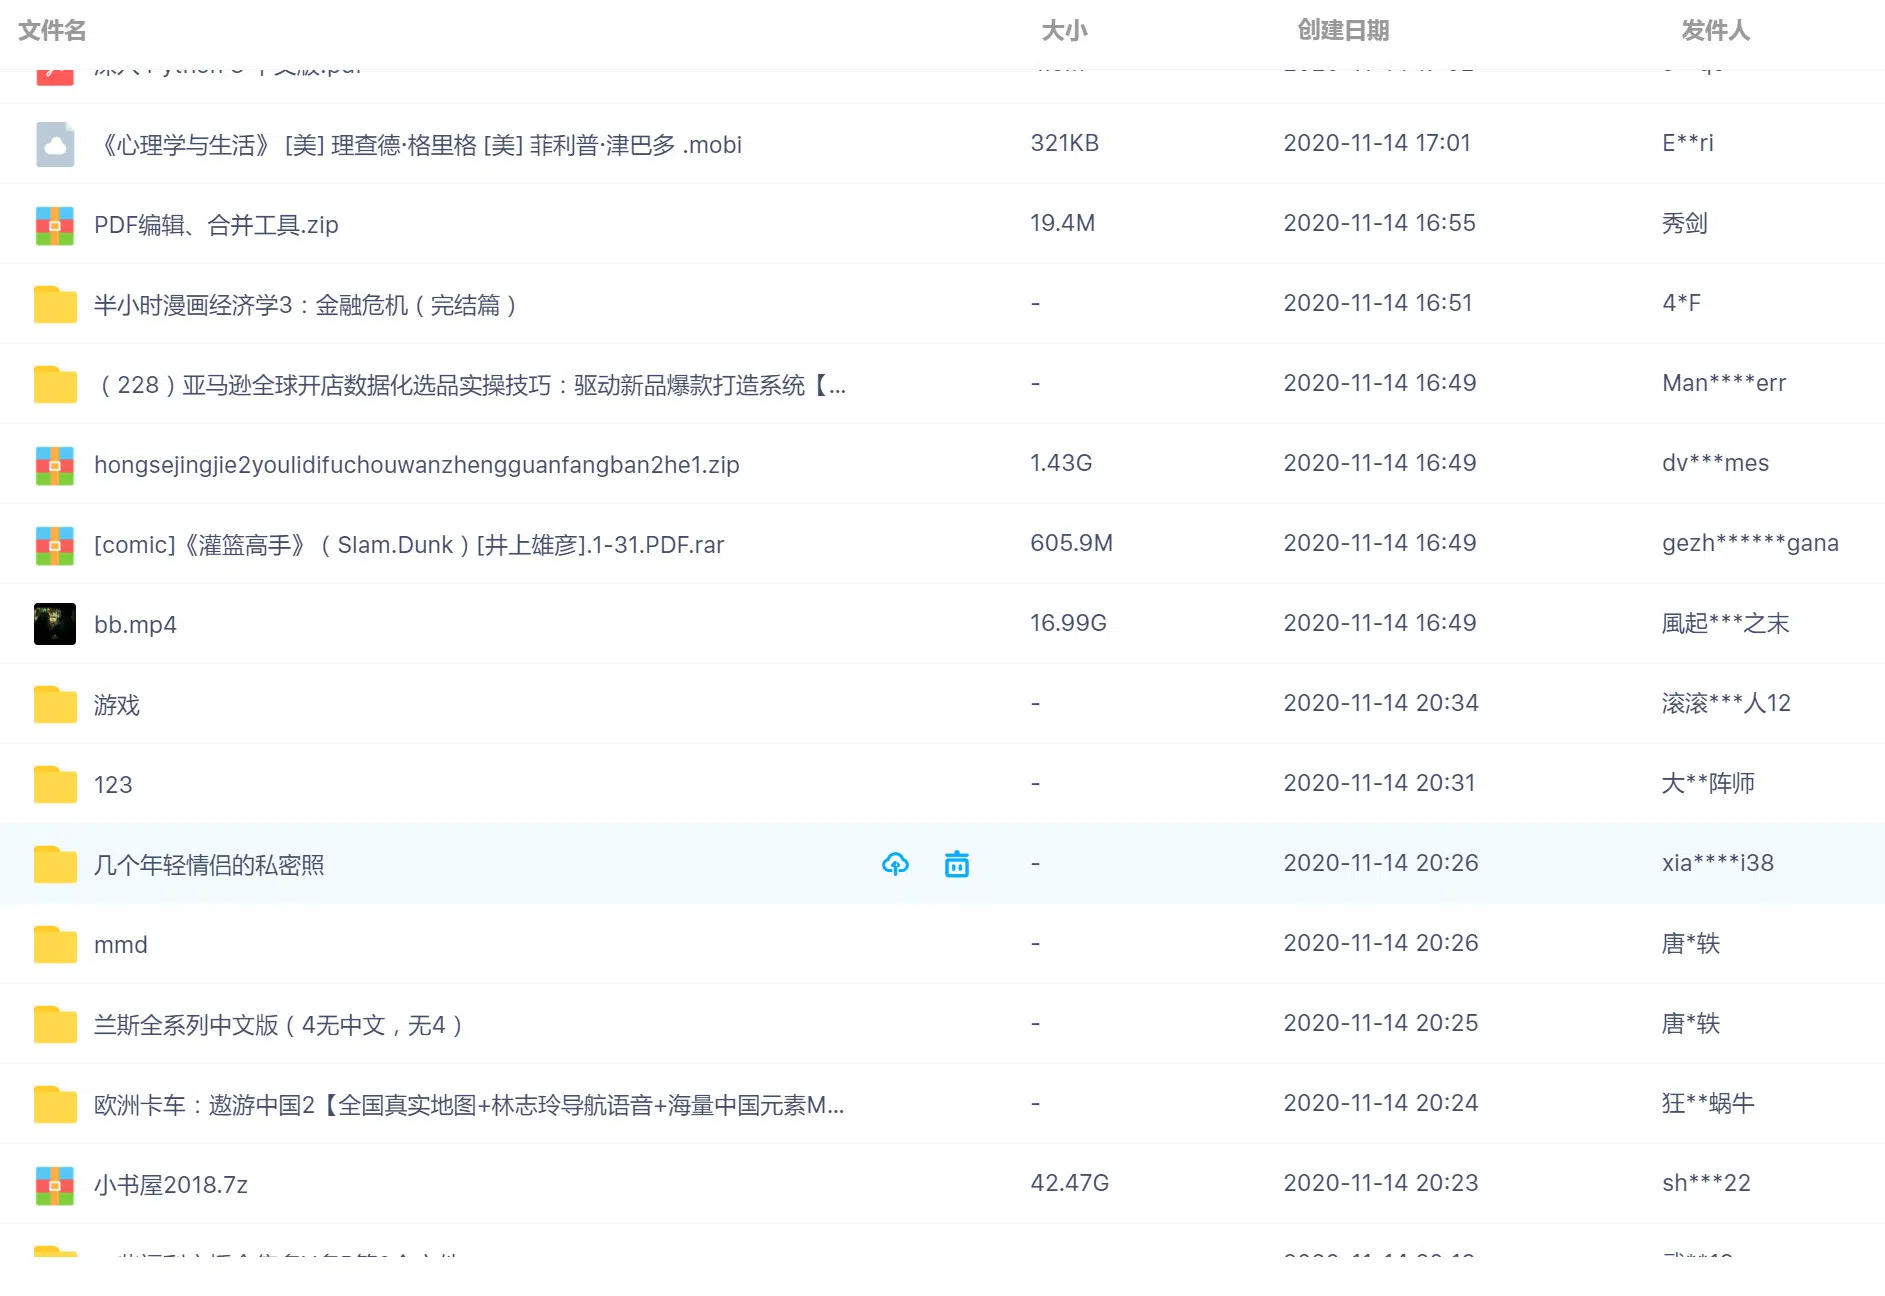 文件名 大小 创建日期 发件人
《心理学与生活》 [美] 理查德·格里格 [美] 菲利普·津巴多 .mobi 321KB 2020-11-14 17:01 E**ri
PDF编辑、合并工具.zip 19.4M 2020-11-14 16:55 秀剑
半小时漫画经济学3：金融危机（完结篇） - 2020-11-14 16:51 4*F
（228）亚马逊全球开店数据化选品实操技巧：驱动新品爆款打造系统【... - 2020-11-14 16:49 Man****err
hongsejingjie2youlidifuchouwanzhengguanfangban2he1.zip 1.43G 2020-11-14 16:49 dv***mes
[comic]《灌篮高手》（Slam.Dunk）[井上雄彦].1-31.PDF.rar 605.9M 2020-11-14 16:49 gezh******gana
bb.mp4 16.99G 2020-11-14 16:49 風起***之末
游戏 - 2020-11-14 20:34 滚滚***人12
123 - 2020-11-14 20:31 大**阵师
几个年轻情侣的私密照 - 2020-11-14 20:26 xia****i38
mmd - 2020-11-14 20:26 唐*轶
兰斯全系列中文版（4无中文，无4） - 2020-11-14 20:25 唐*轶
欧洲卡车：遨游中国2【全国真实地图+林志玲导航语音+海量中国元素M... - 2020-11-14 20:24 狂**蜗牛
小书屋2018.7z 42.47G 2020-11-14 20:23 sh***22